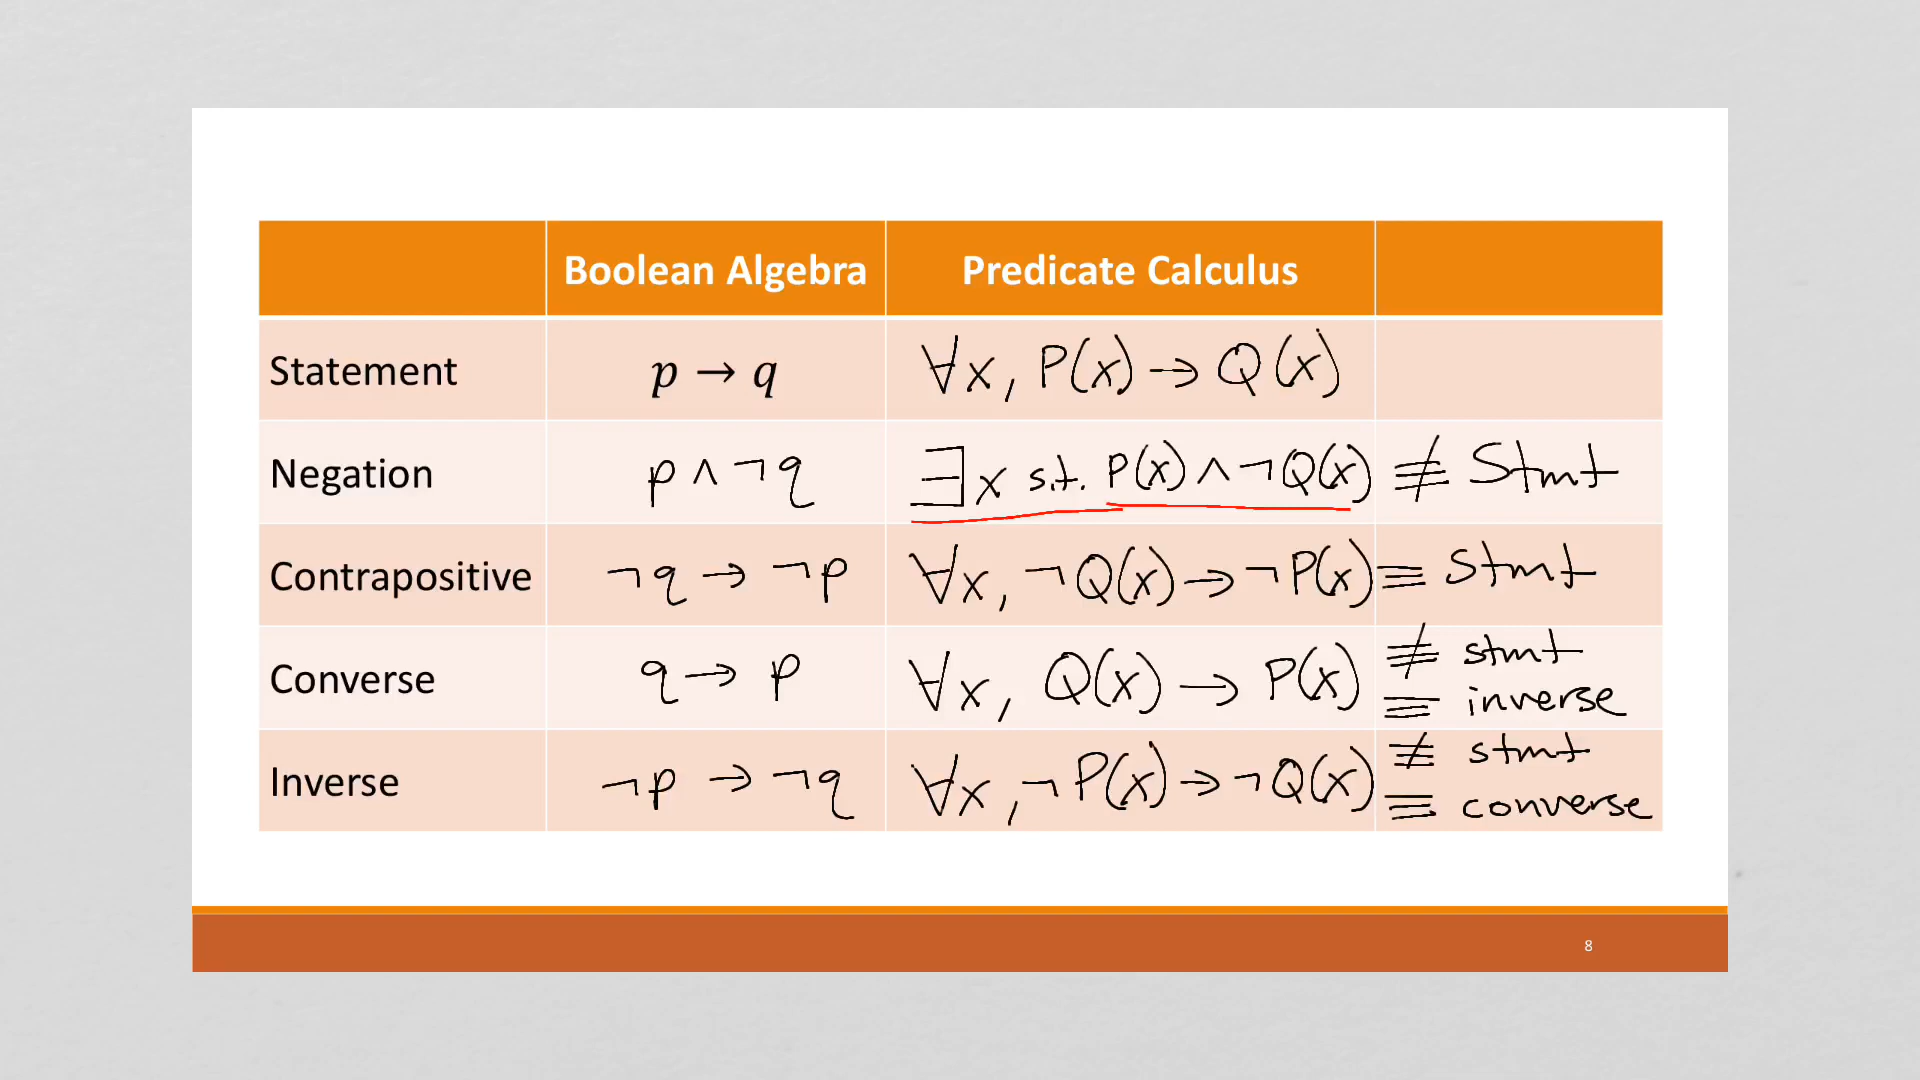 Boolean Algebra Predicate Calculus
Statement p → q ∀x, P(x) → Q(x)
Negation p ∧ ¬q ∃x s.t. P(x) ∧ ¬Q(x) ≢ Stmt
Contrapositive ¬q → ¬p ∀x, ¬Q(x) → ¬P(x) ≡ Stmt
Converse q → p ∀x, Q(x) → P(x) ≢ stmt
≡ inverse
Inverse ¬p → ¬q ∀x, ¬P(x) → ¬Q(x) ≢ stmt
≡ converse
8